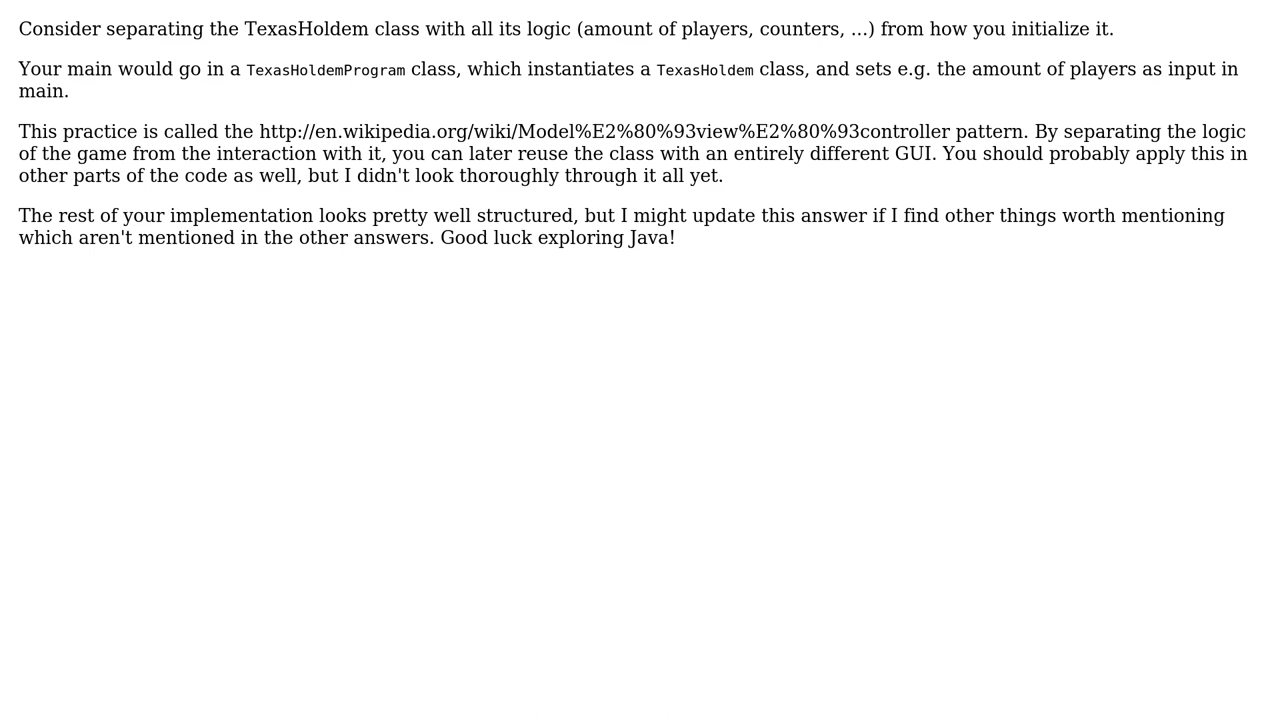 Consider separating the TexasHoldem class with all its logic (amount of players, counters, ...) from how you initialize it.
Your main would go in a TexasHoldemProgram class, which instantiates a TexasHoldem class, and sets e.g. the amount of players as input in
main.
This practice is called the http://en.wikipedia.org/wiki/Model%E2%80%93view%E2%80%93controller pattern. By separating the logic
of the game from the interaction with it, you can later reuse the class with an entirely different GUI. You should probably apply this in
other parts of the code as well, but I didn't look thoroughly through it all yet.
The rest of your implementation looks pretty well structured, but I might update this answer if I find other things worth mentioning
which aren't mentioned in the other answers. Good luck exploring Java!